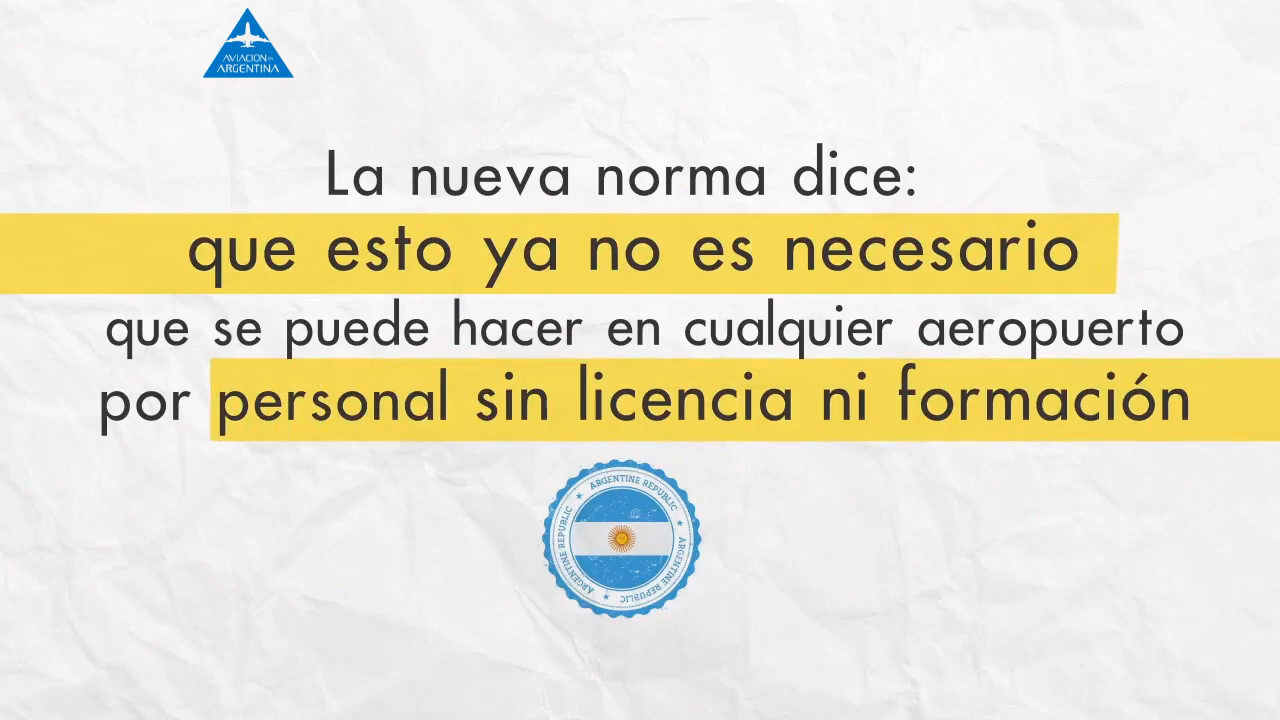 AVIACION EN
ARGENTINA
La nueva norma dice:
que esto ya no es necesario
que se puede hacer en cualquier aeropuerto
por personal sin licencia ni formación
ARGENTINE REPUBLIC
ARGENTINE REPUBLIC
ARGENTINE REPUBLIC